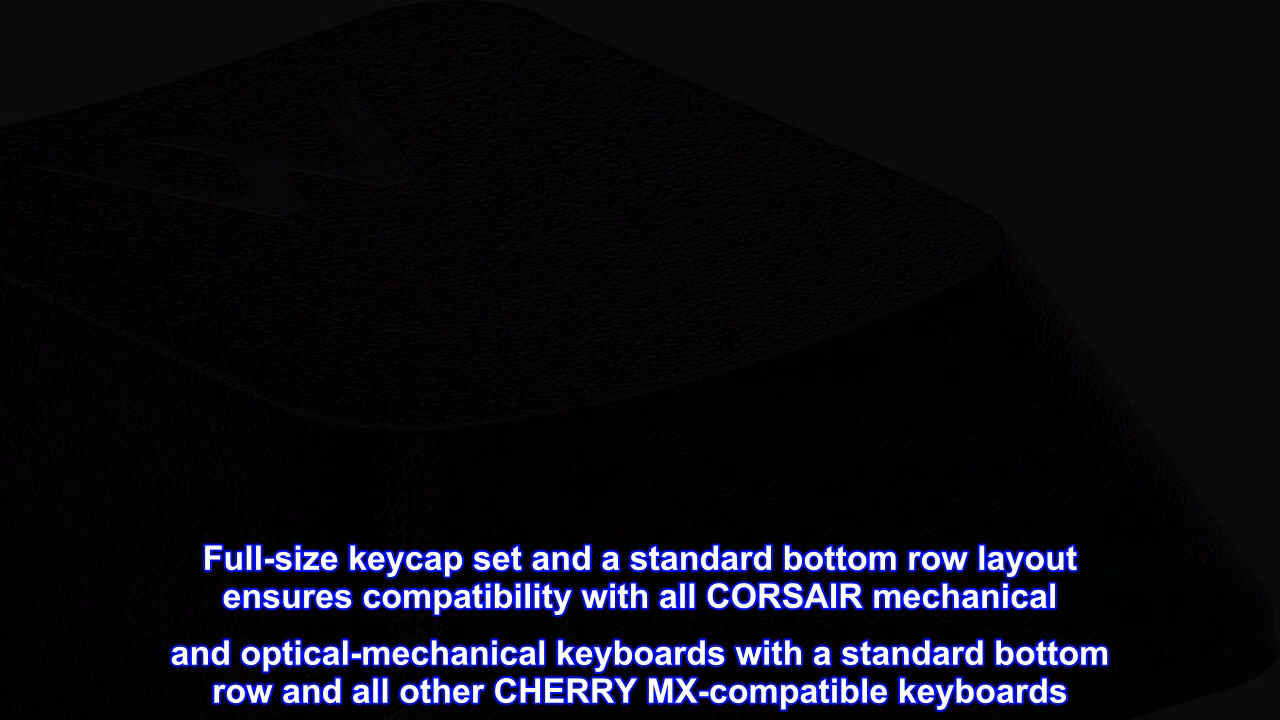 Full-size keycap set and a standard bottom row layout
ensures compatibility with all CORSAIR mechanical
and optical-mechanical keyboards with a standard bottom
row and all other CHERRY MX-compatible keyboards